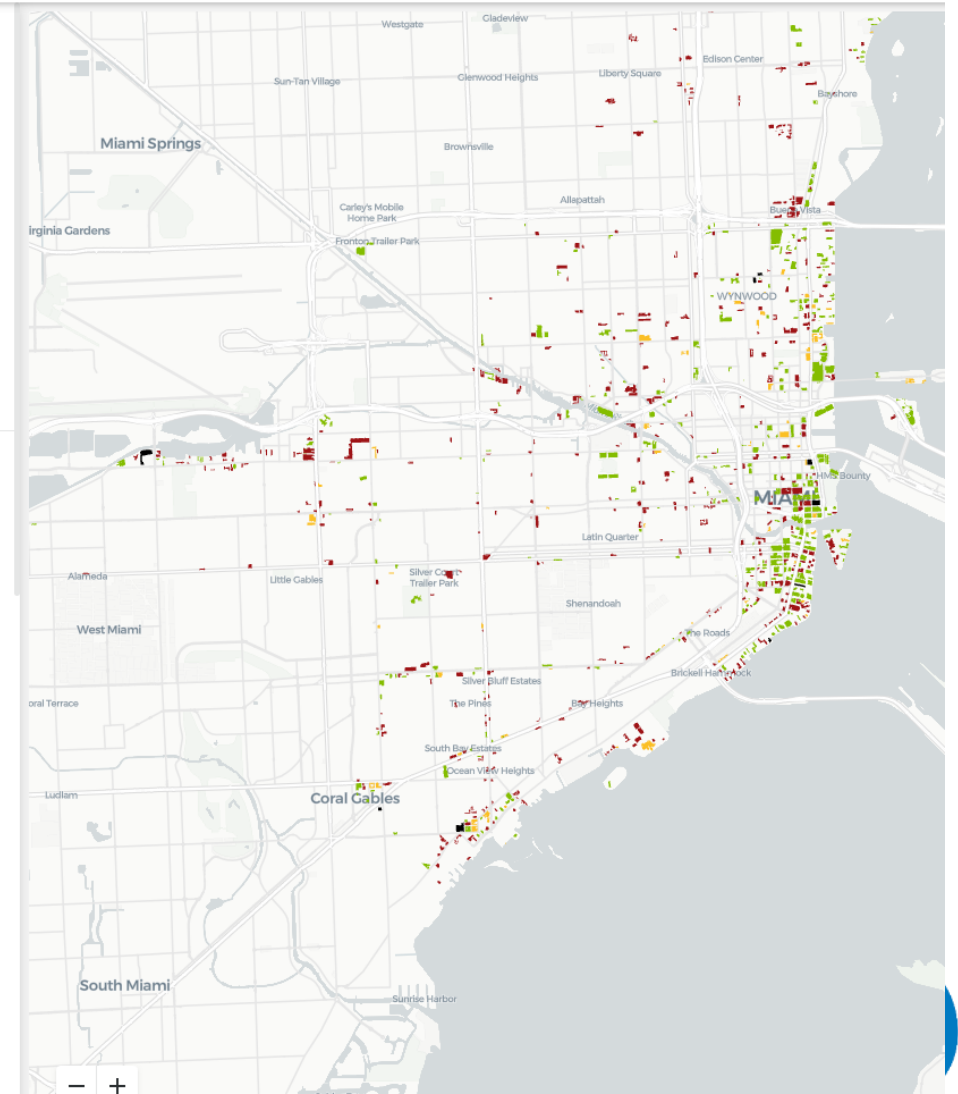 Westgate
Gladeview
Edison Center
Sun-Tan Village
Glenwood Heights
Liberty Square
Bayshore
Miami Springs
Brownsville
Carley's Mobile
Home Park
Allapattah
Buena Vista
irginia Gardens
Fronton Trailer Park
WYNWOOD
HMS Bounty
MIAMI
Latin Quarter
Alameda
Little Gables
Silver Court
Trailer Park
Shenandoah
West Miami
The Roads
Brickell Hammock
Silver Bluff Estates
oral Terrace
The Pines
Bay Heights
South Bay Estates
Ocean View Heights
Ludlam
Coral Gables
South Miami
Sunrise Harbor
− +